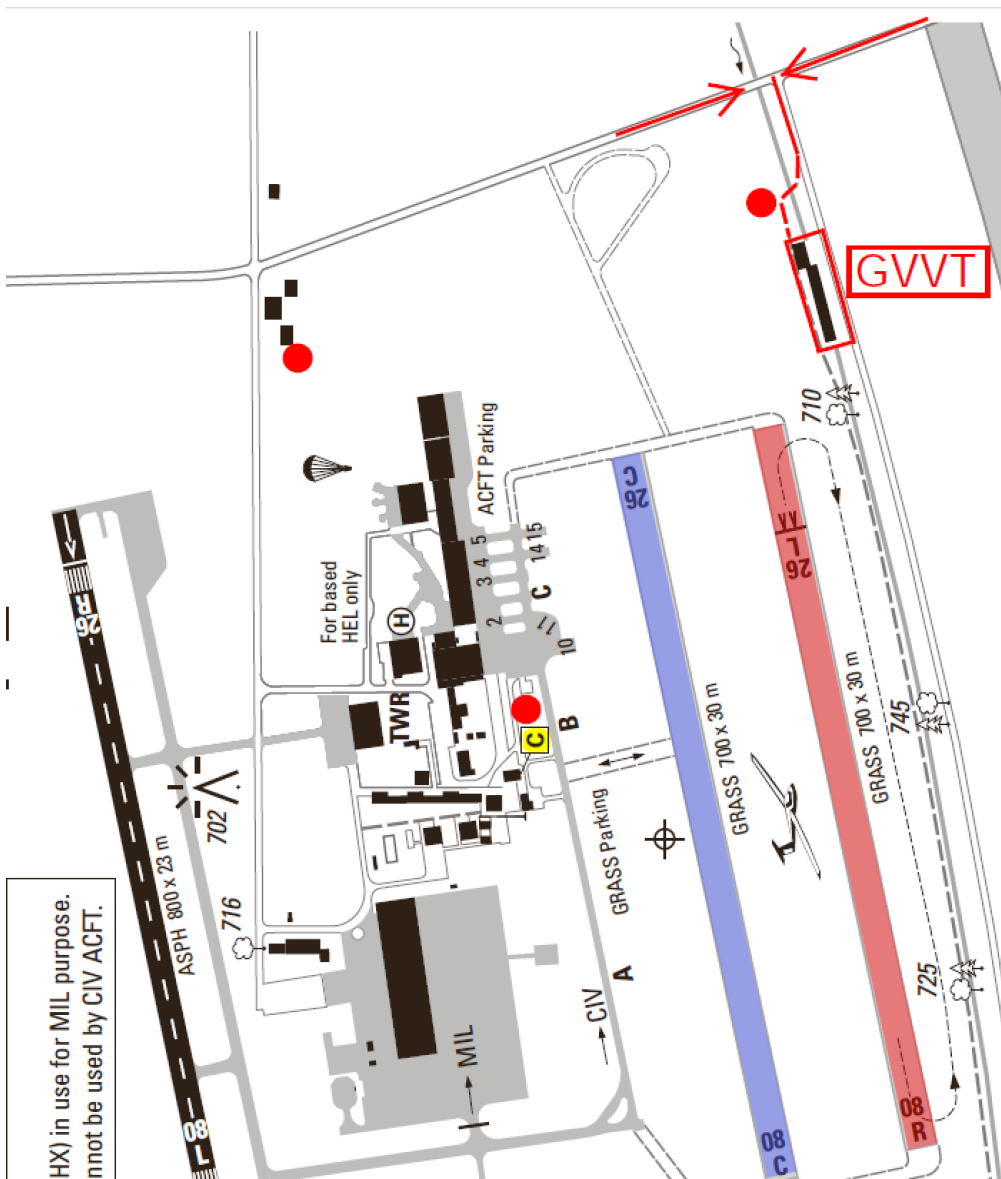 GVVT
710
ACFT Parking
26
C
5
4
3
2
15
14
C
11
10
26
L
For based
HEL only
H
26
R
TWR
C
B
GRASS 700 x 30 m
GRASS 700 x 30 m
745
702
ASPH 800 x 23 m
716
GRASS Parking
A
CIV
MIL
725
HX) in use for MIL purpose.
nnot be used by CIV ACFT.
08
L
08
C
08
R